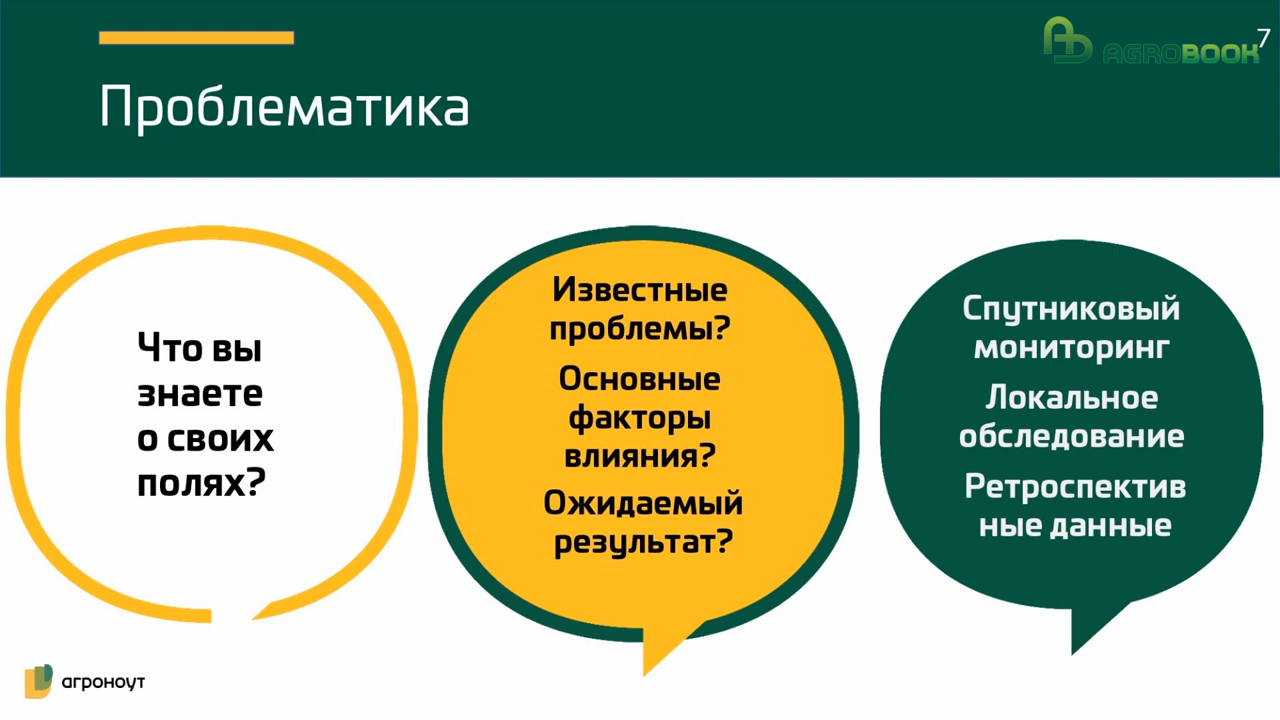 AGROBOOK
7
Проблематика
Что вы
знаете
о своих
полях?
Известные
проблемы?
Основные
факторы
влияния?
Ожидаемый
результат?
Спутниковый
мониторинг
Локальное
обследование
Ретроспектив
ные данные
агроноут